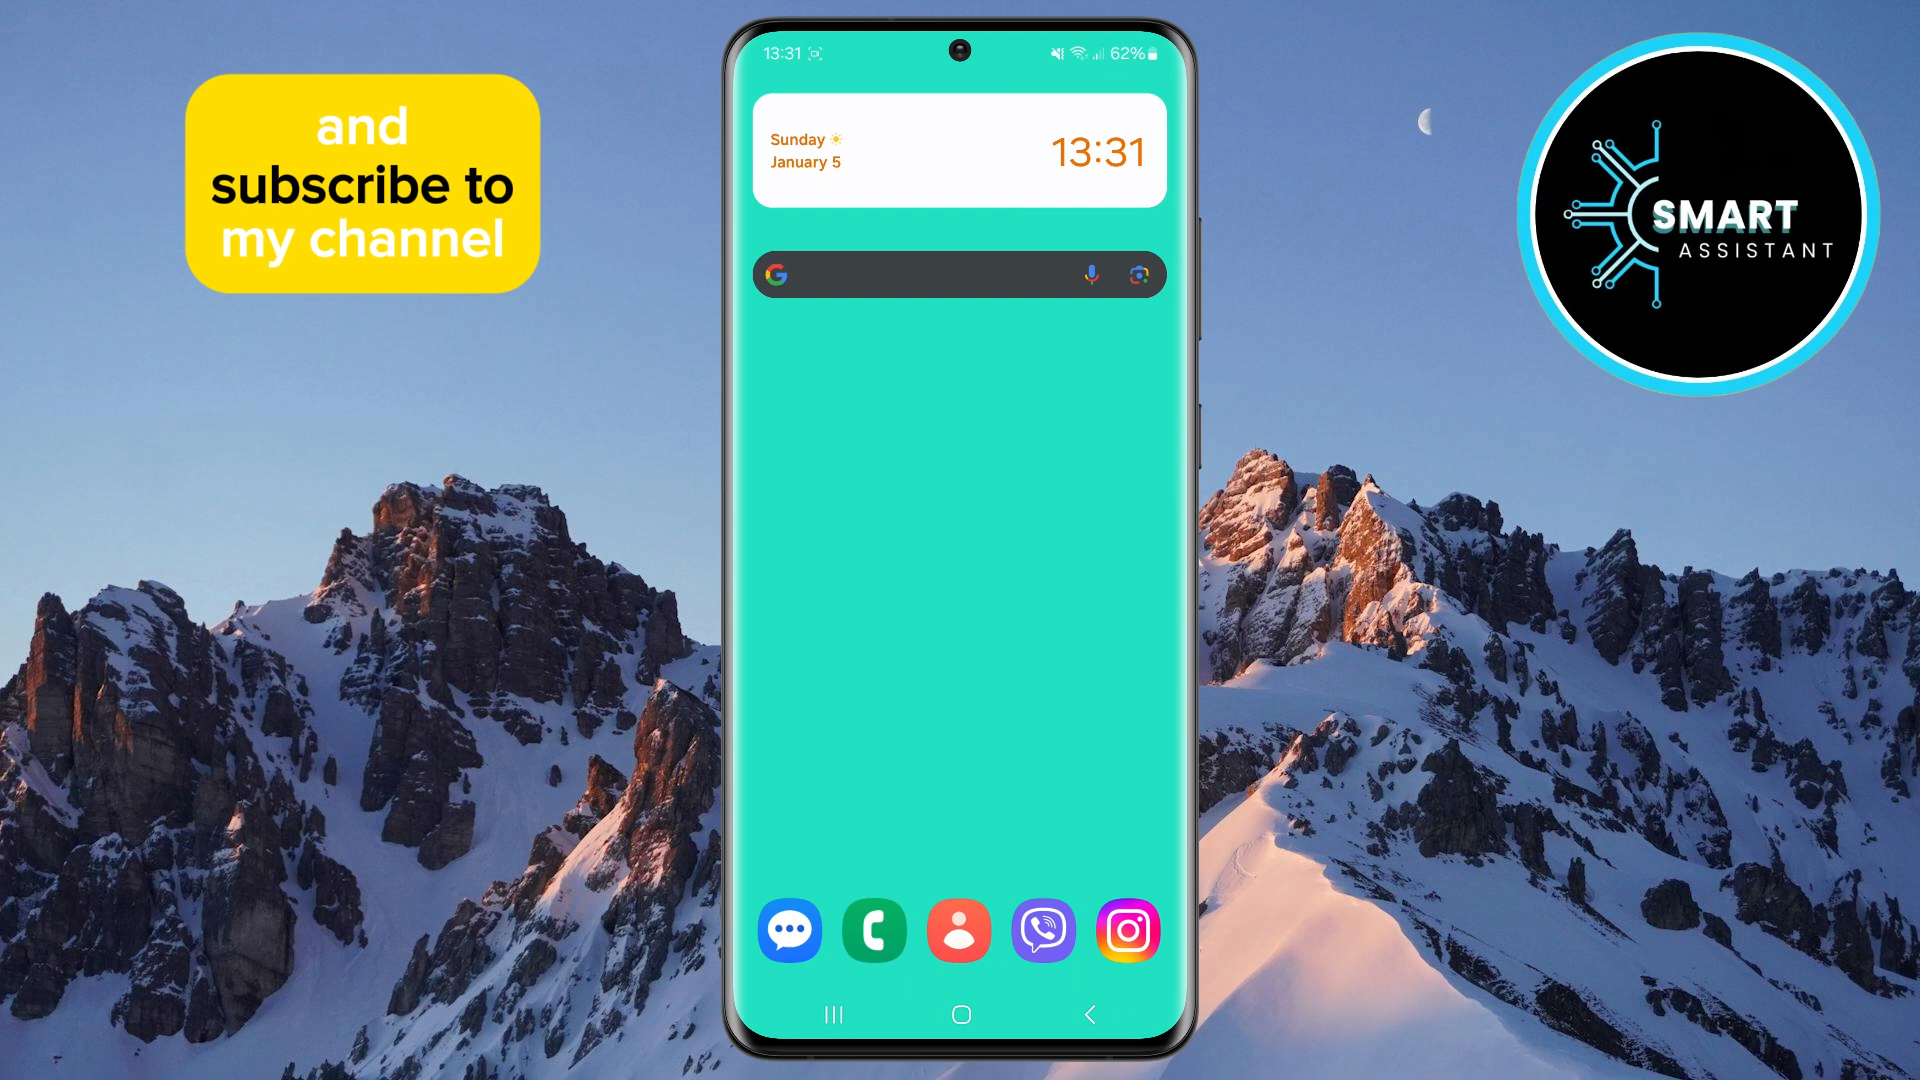 and
subscribe to
my channel
13:31
62%
Sunday
January 5
13:31
SMART
ASSISTANT